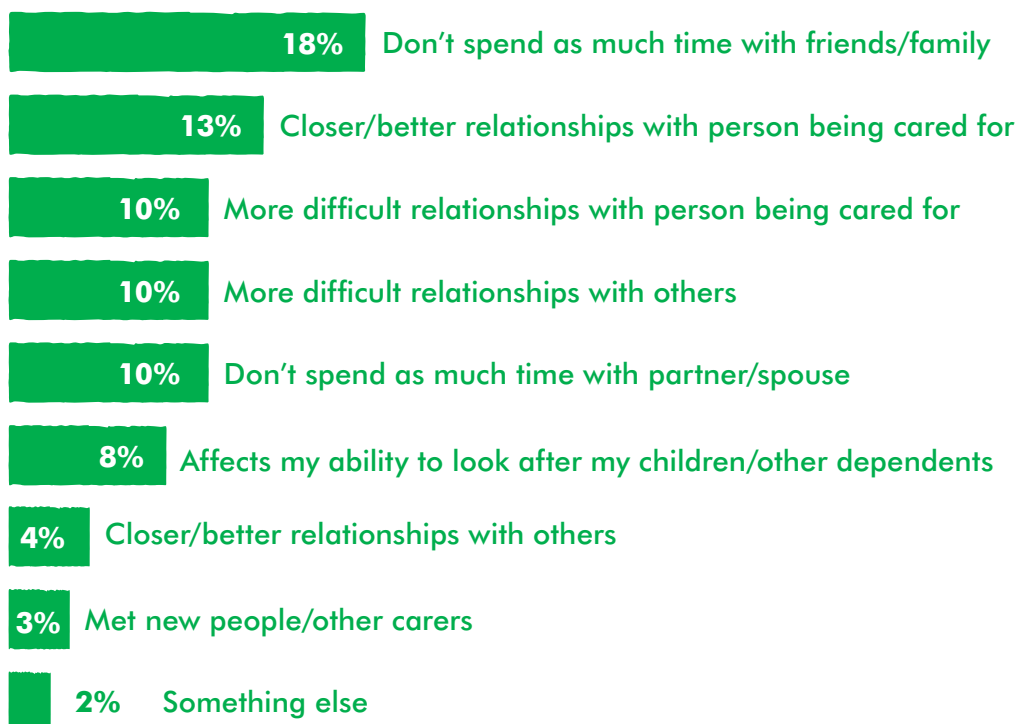 18% Don't spend as much time with friends/family
13% Closer/better relationships with person being cared for
10% More difficult relationships with person being cared for
10% More difficult relationships with others
10% Don't spend as much time with partner/spouse
8% Affects my ability to look after my children/other dependents
4% Closer/better relationships with others
3% Met new people/other carers
2% Something else